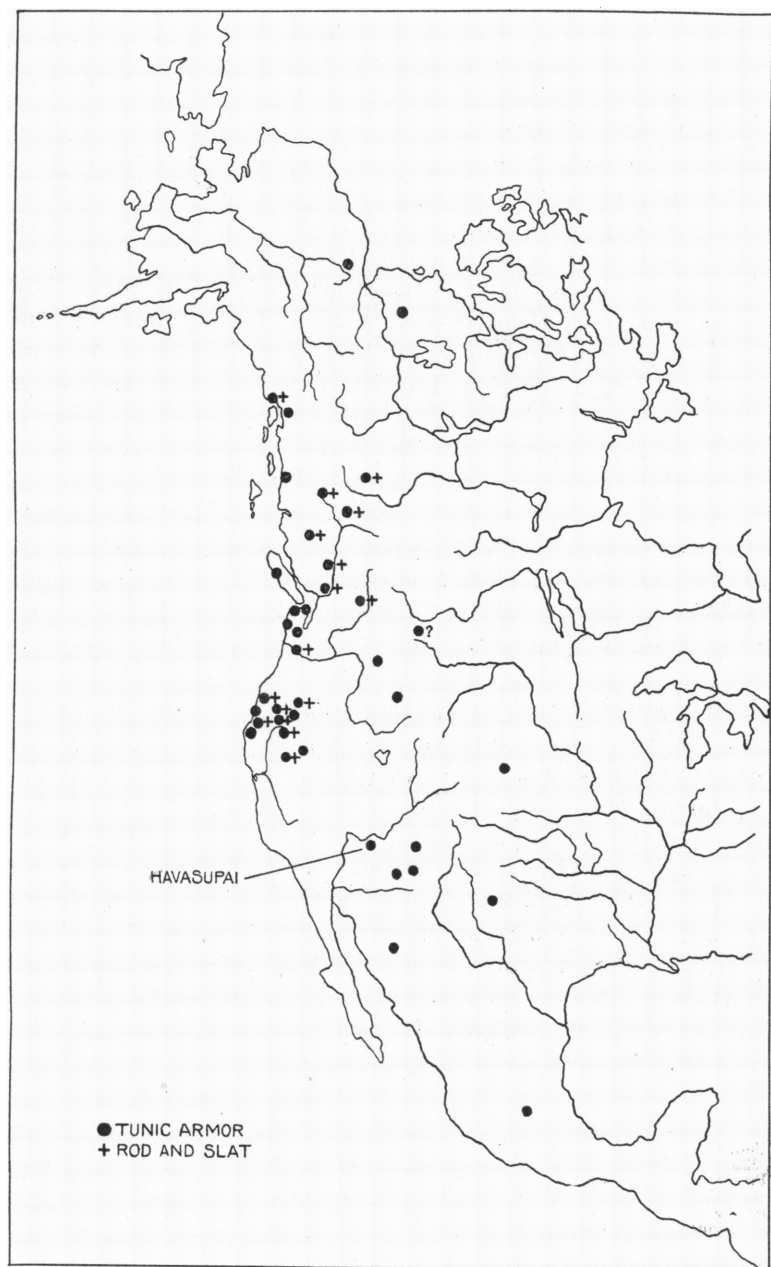 ?
HAVASUPAI
● TUNIC ARMOR
+ ROD AND SLAT